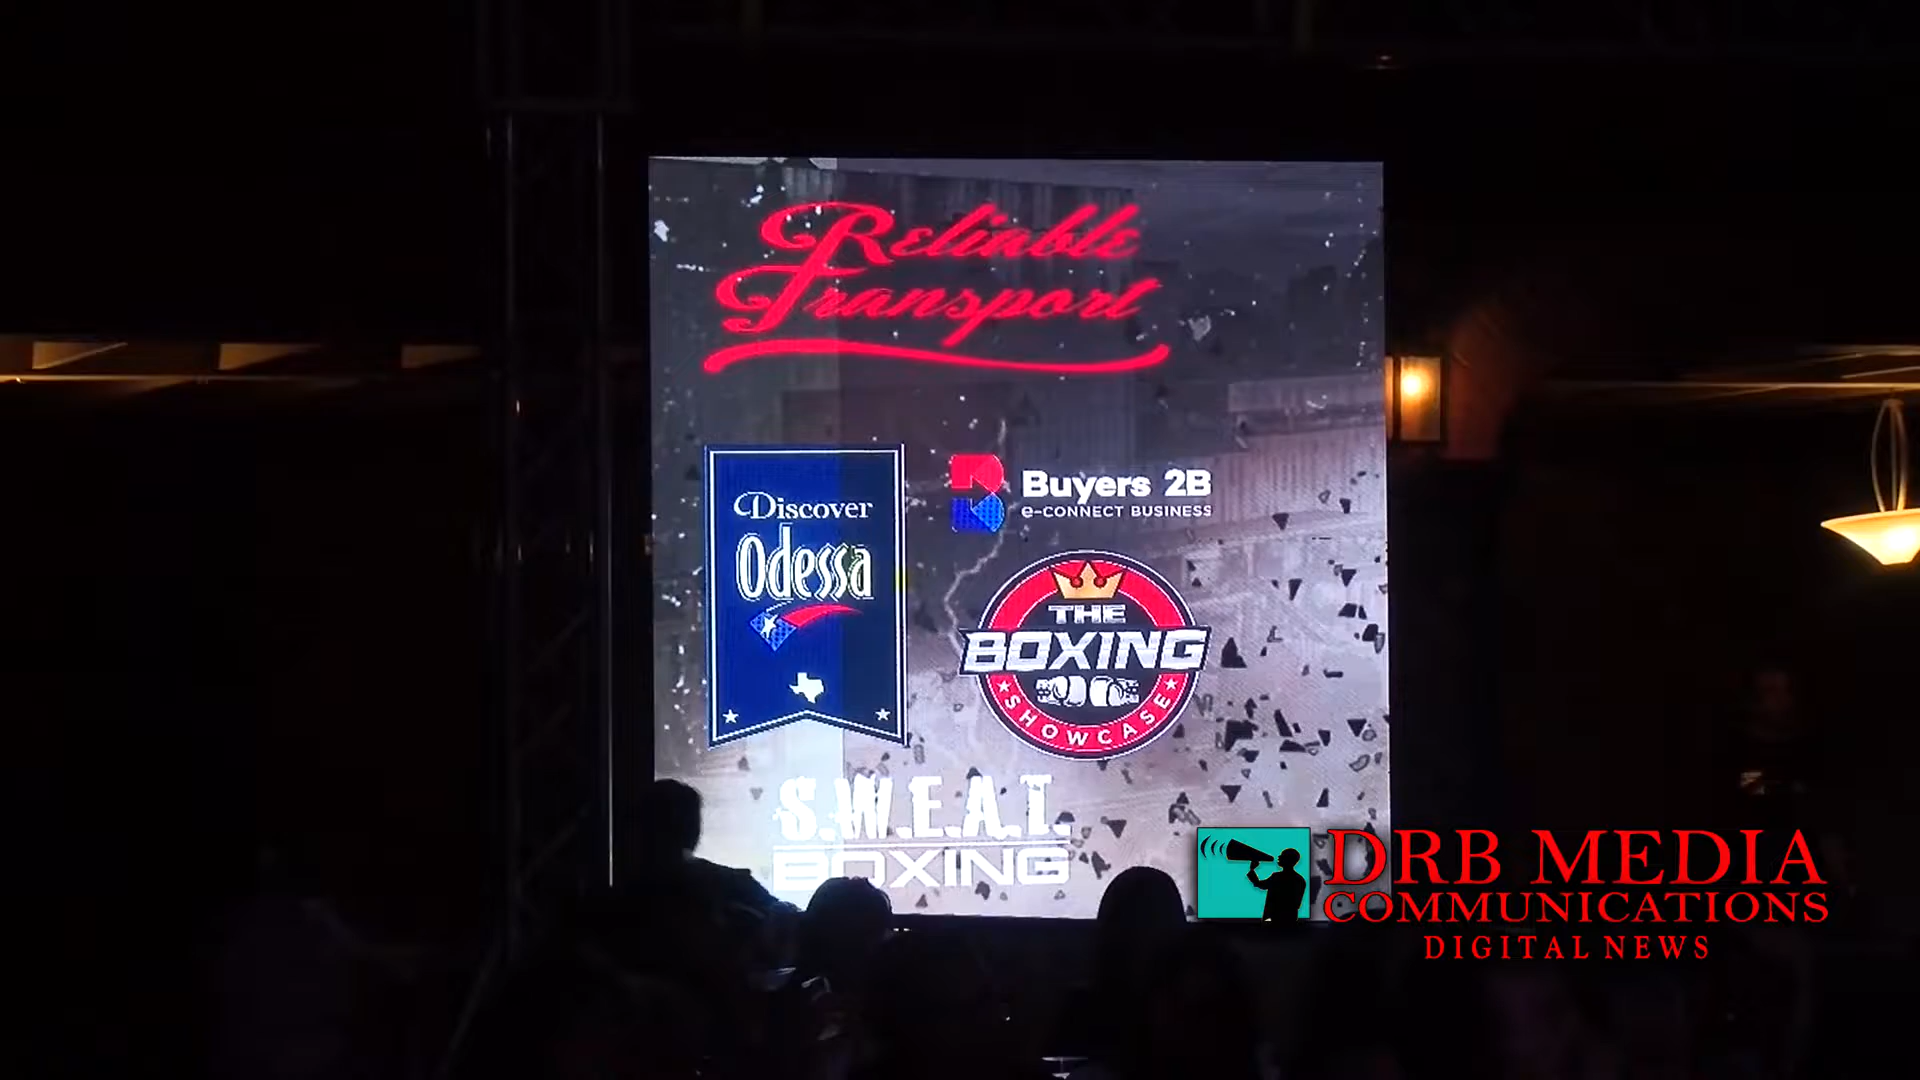 Reliable
Transport
Discover
Odessa
Buyers 2B
e-CONNECT BUSINESS
THE
BOXING
SHOWCASE
S.W.E.A.T.
BOXING
DRB MEDIA
COMMUNICATIONS
DIGITAL NEWS